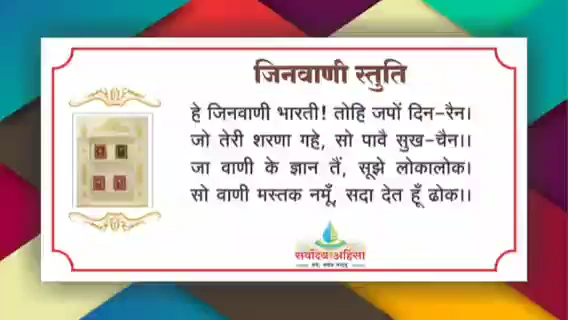 जिनवाणी स्तुति
हे जिनवाणी भारती! तोहि जपों दिन-रैन।
जो तेरी शरणा गहे, सो पावै सुख-चैन।।
जा वाणी के ज्ञान तैं, सूझे लोकालोक।
सो वाणी मस्तक नमूँ, सदा देत हूँ ढोक।।
सर्वोदय अहिंसा